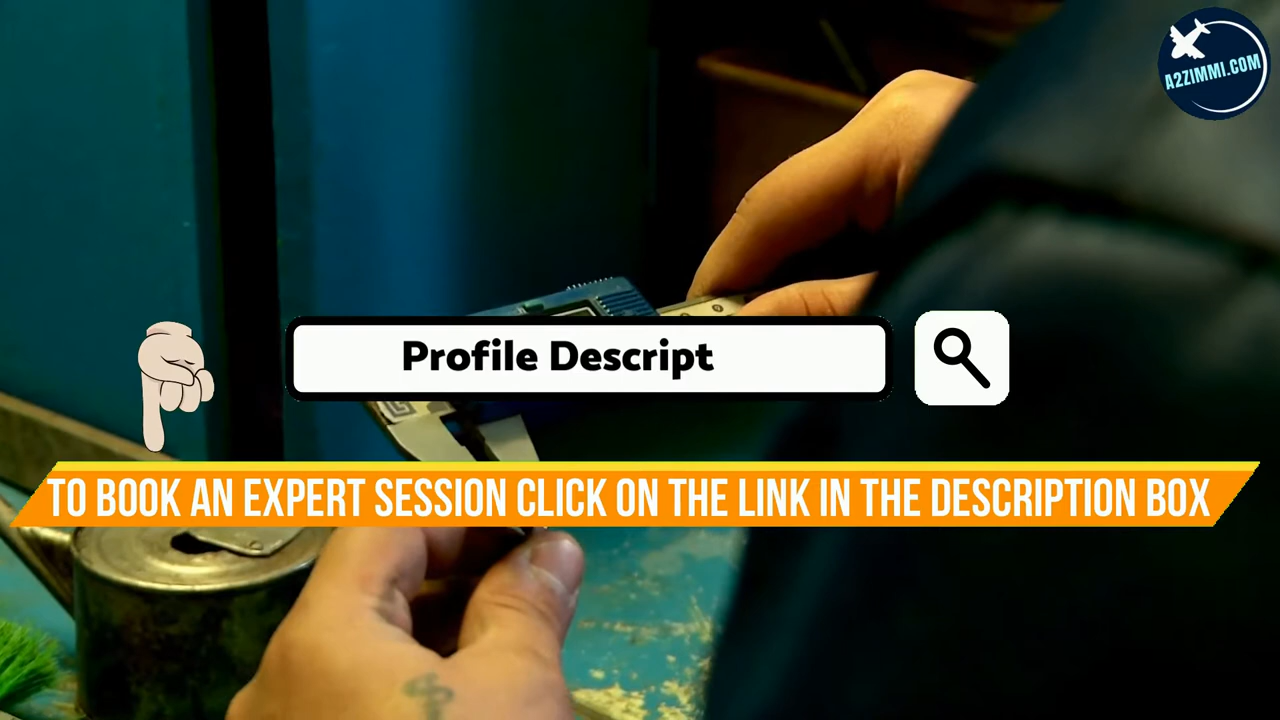 A2ZIMMI.COM
Profile Descript
TO BOOK AN EXPERT SESSION CLICK ON THE LINK IN THE DESCRIPTION BOX